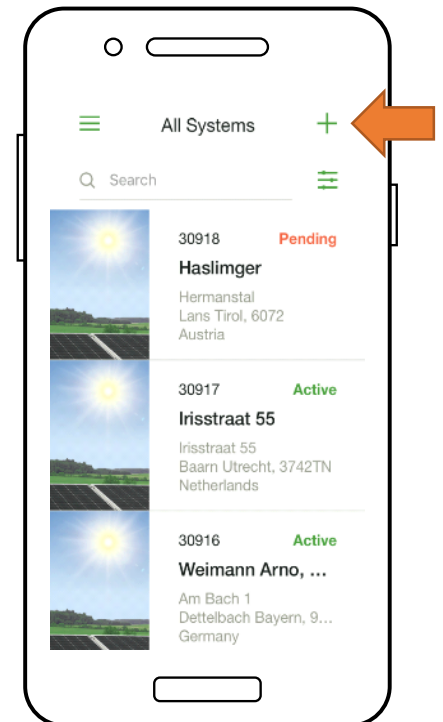 All Systems
Search
30918 Pending
Haslimger
Hermanstal
Lans Tirol, 6072
Austria
30917 Active
Irisstraat 55
Irisstraat 55
Baarn Utrecht, 3742TN
Netherlands
30916 Active
Weimann Arno, ...
Am Bach 1
Dettelbach Bayern, 9...
Germany